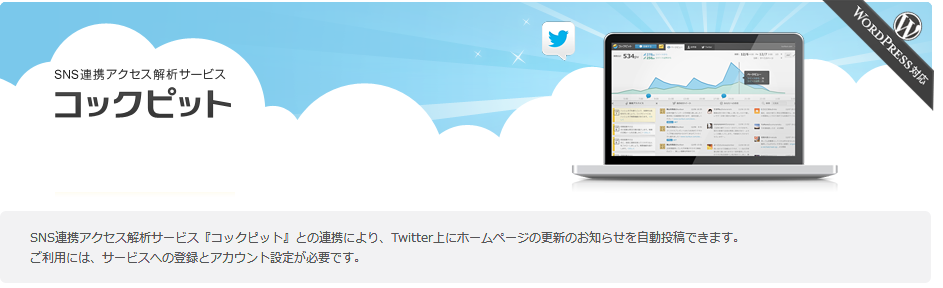 SNS連携アクセス解析サービス
コックピット
WORDPRESS対応
534
SNS連携アクセス解析サービス『コックピット』との連携により、Twitter上にホームページの更新のお知らせを自動投稿できます。
ご利用には、サービスへの登録とアカウント設定が必要です。